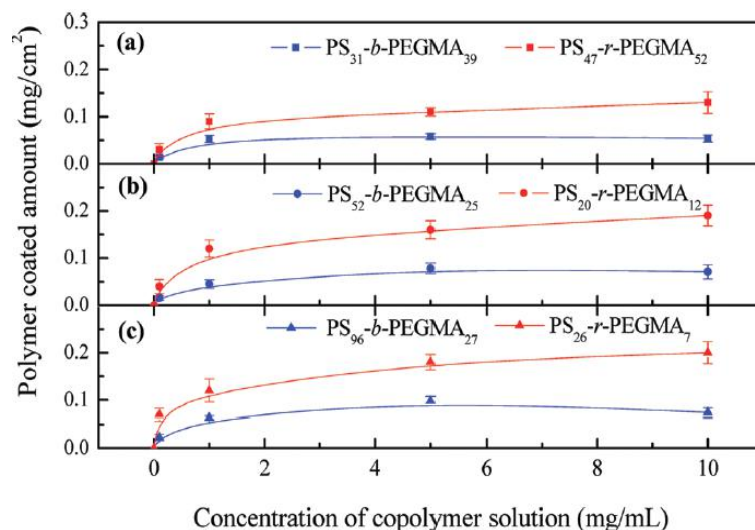 0.3
(a) PS31-b-PEGMA39 PS47-r-PEGMA52
0.2
0.1
0.0
(b) PS52-b-PEGMA25 PS20-r-PEGMA12
0.2
0.1
0.0
(c) PS96-b-PEGMA27 PS26-r-PEGMA7
0.2
0.1
0.0
0 2 4 6 8 10
Polymer coated amount (mg/cm²)
Concentration of copolymer solution (mg/mL)